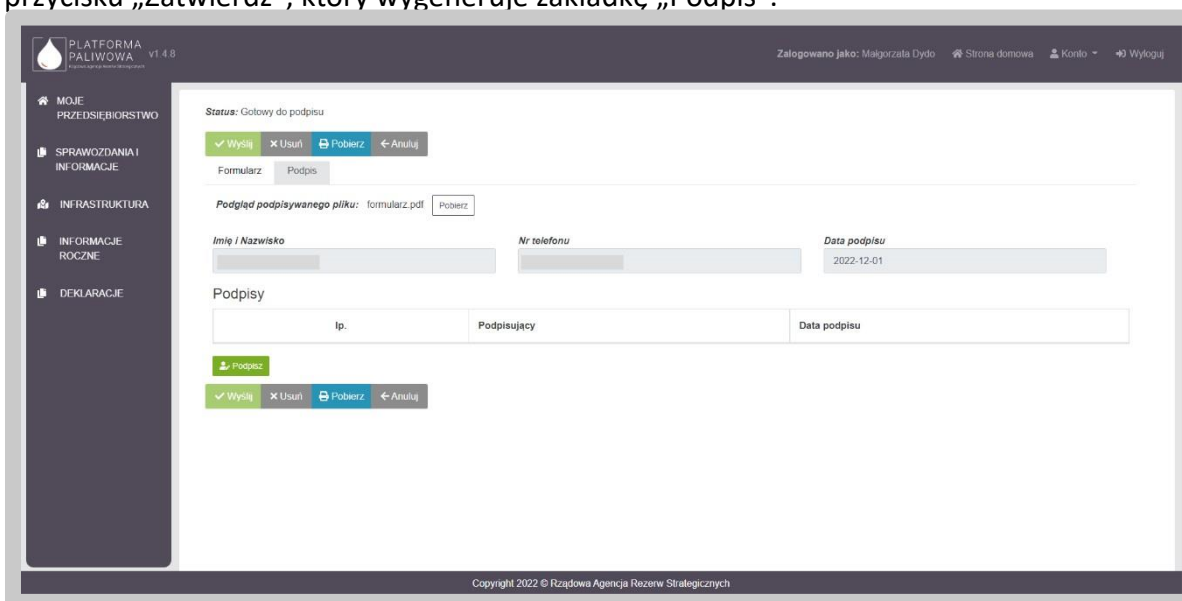 przycisku „Zatwierdź”, który wygeneruje zakładkę „Podpis”.
PLATFORMA
PALIWOWA v1.4.8
Zalogowano jako: Małgorzata Dydo Strona domowa Konto Wyloguj
MOJE
PRZEDSIĘBIORSTWO
SPRAWOZDANIA I
INFORMACJE
INFRASTRUKTURA
INFORMACJE
ROCZNE
DEKLARACJE
Status: Gotowy do podpisu
Wyślij Usuń Pobierz Anuluj
Formularz Podpis
Podgląd podpisywanego pliku: formularz.pdf Pobierz
Imię i Nazwisko Nr telefonu Data podpisu
2022-12-01
Podpisy
lp. Podpisujący Data podpisu
Podpisz
Wyślij Usuń Pobierz Anuluj
Copyright 2022 © Rządowa Agencja Rezerw Strategicznych